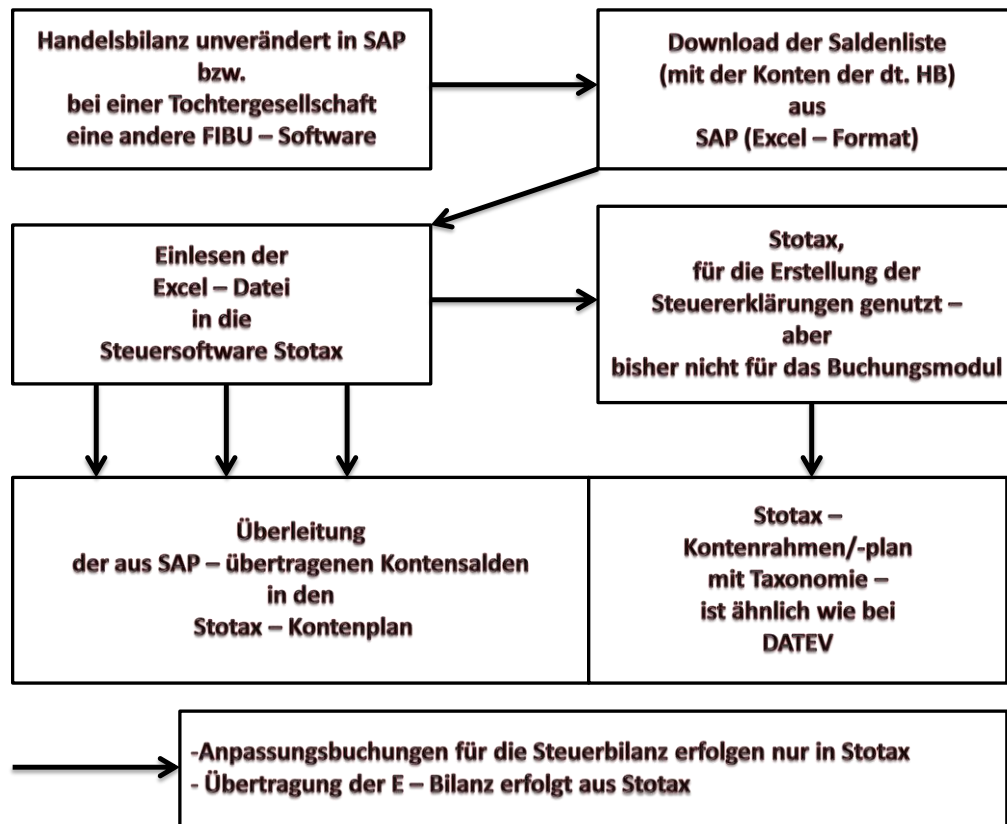 Handelsbilanz unverändert in SAP
bzw.
bei einer Tochtergesellschaft
eine andere FIBU – Software
Download der Saldenliste
(mit der Konten der dt. HB)
aus
SAP (Excel – Format)
Einlesen der
Excel – Datei
in die
Steuersoftware Stotax
Stotax,
für die Erstellung der
Steuererklärungen genutzt –
aber
bisher nicht für das Buchungsmodul
Überleitung
der aus SAP – übertragenen Kontensalden
in den
Stotax – Kontenplan
Stotax –
Kontenrahmen/-plan
mit Taxonomie –
ist ähnlich wie bei
DATEV
-Anpassungsbuchungen für die Steuerbilanz erfolgen nur in Stotax
- Übertragung der E – Bilanz erfolgt aus Stotax